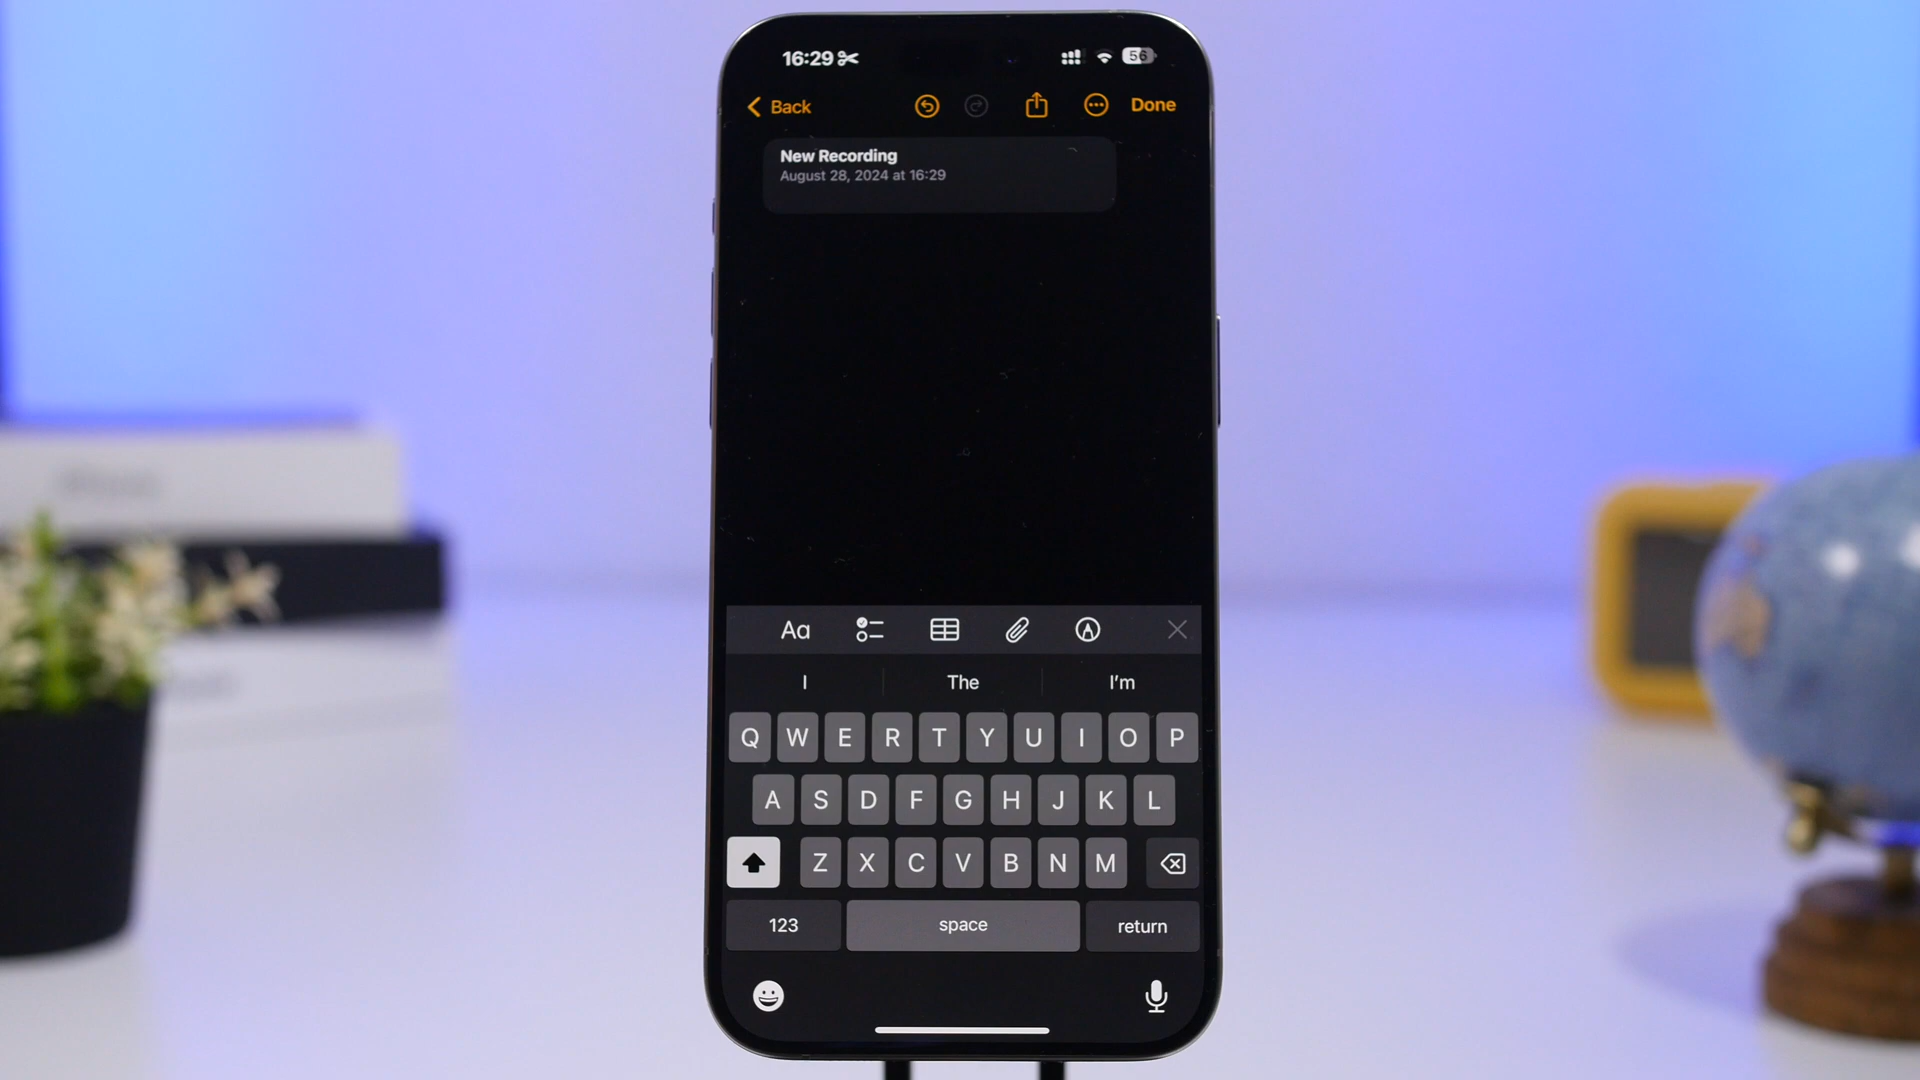 16:29 56
Back Done
New Recording
August 28, 2024 at 16:29
Aa
I The I'm
Q W E R T Y U I O P
A S D F G H J K L
Z X C V B N M
123 space return